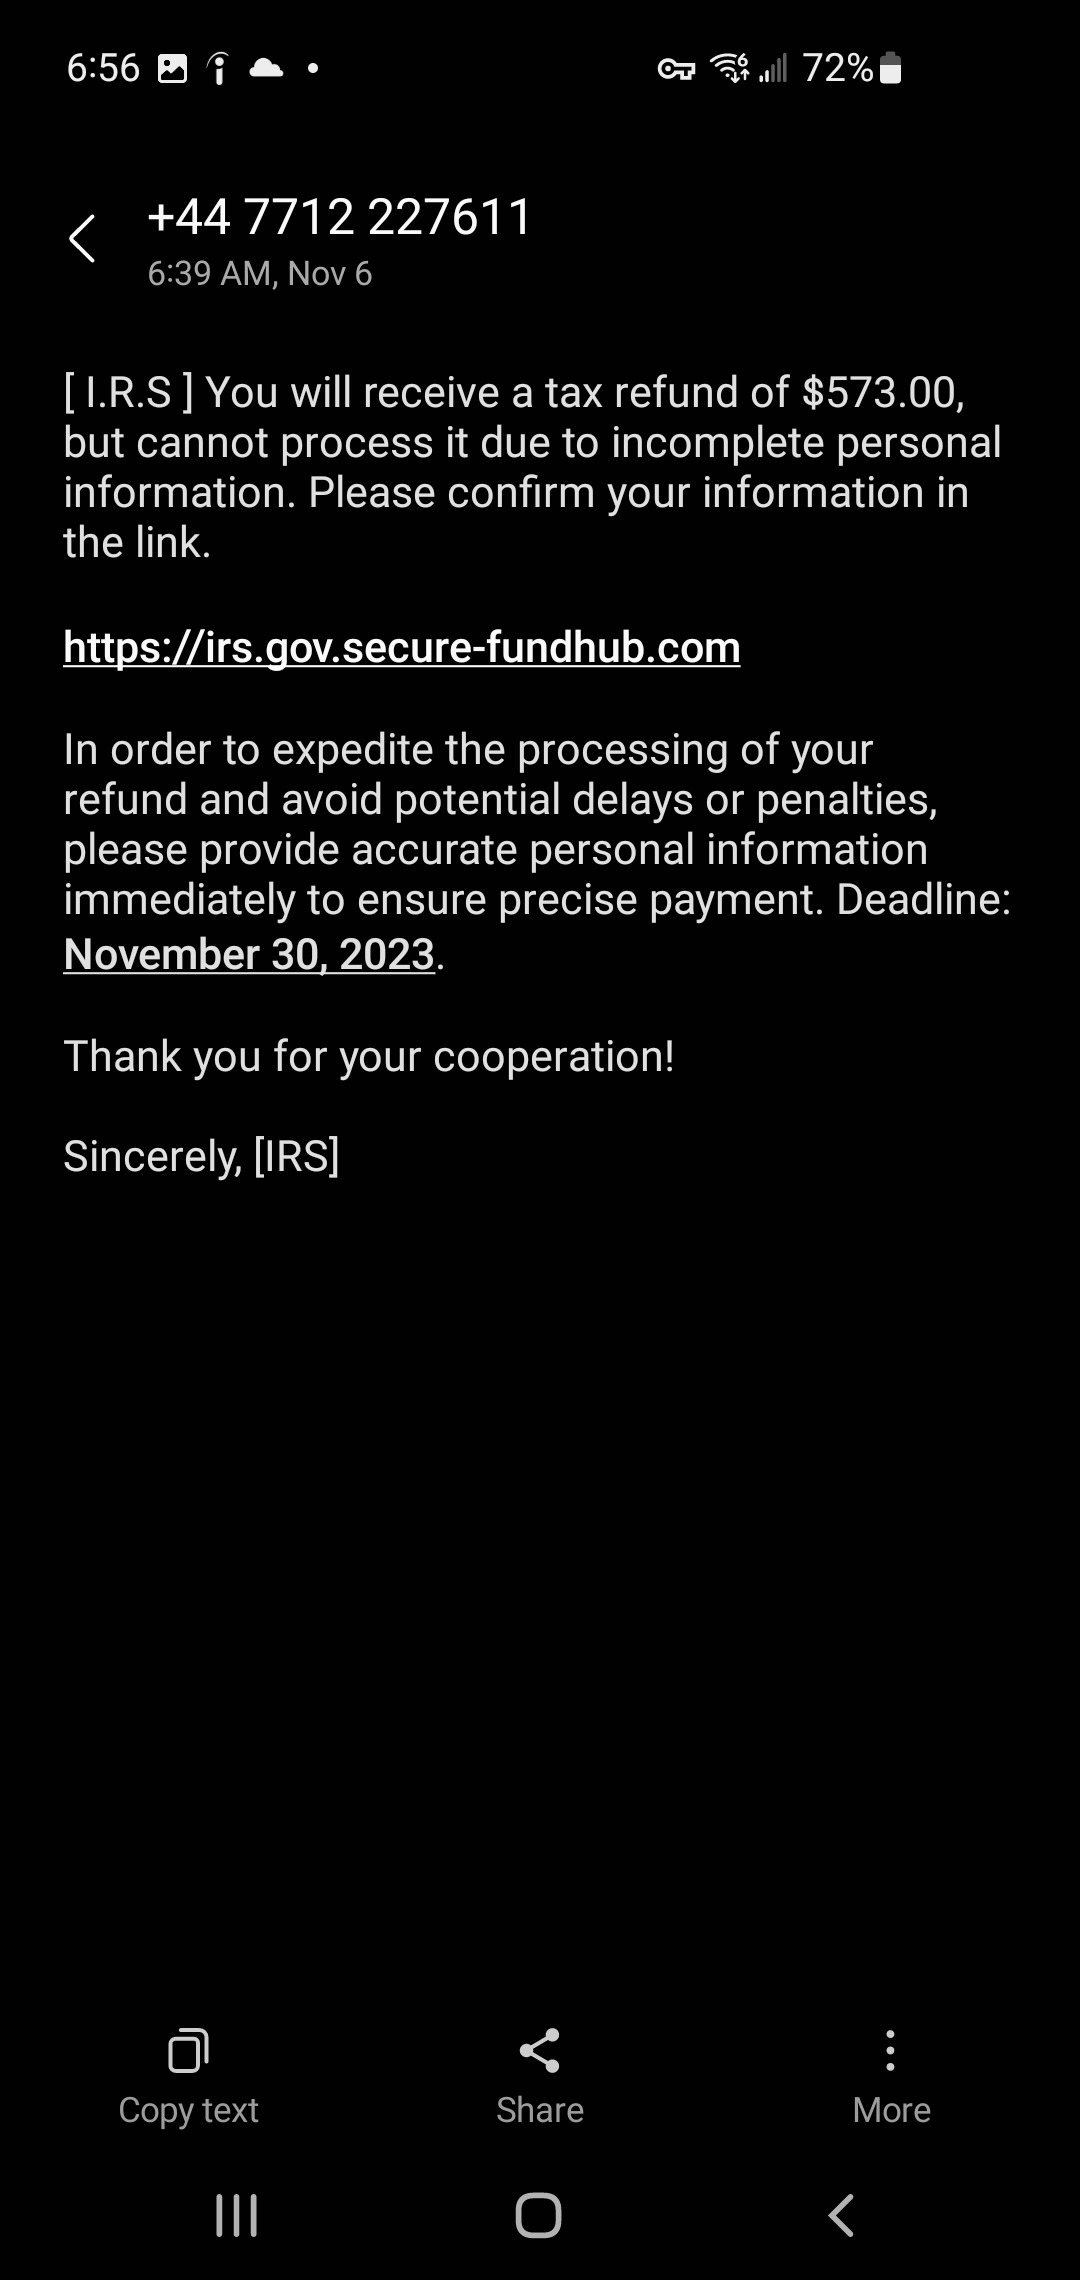 6:56
72%
+44 7712 227611
6:39 AM, Nov 6
[ I.R.S ] You will receive a tax refund of $573.00,
but cannot process it due to incomplete personal
information. Please confirm your information in
the link.
https://irs.gov.secure-fundhub.com
In order to expedite the processing of your
refund and avoid potential delays or penalties,
please provide accurate personal information
immediately to ensure precise payment. Deadline:
November 30, 2023.
Thank you for your cooperation!
Sincerely, [IRS]
Copy text
Share
More